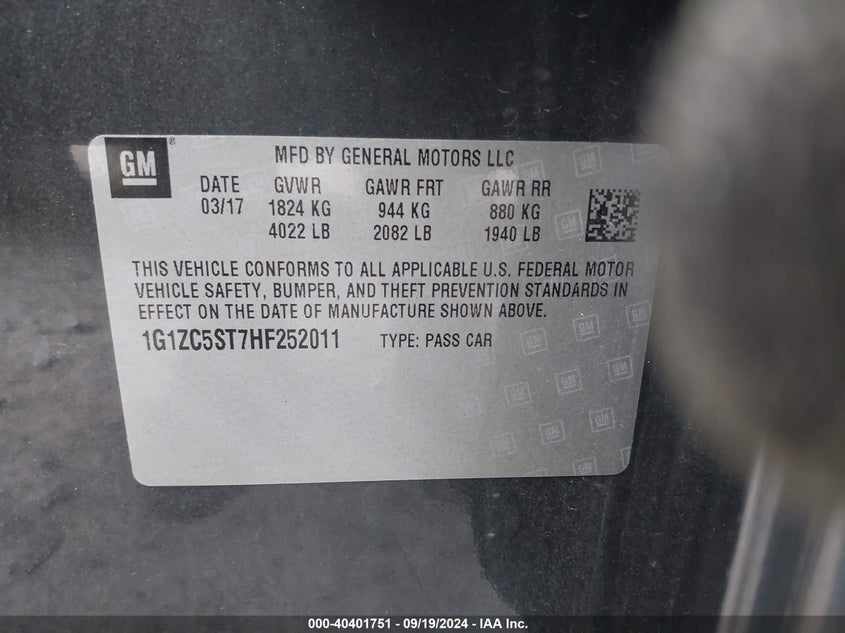 GM ®
MFD BY GENERAL MOTORS LLC
DATE GVWR GAWR FRT GAWR RR
03/17 1824 KG 944 KG 880 KG
4022 LB 2082 LB 1940 LB
THIS VEHICLE CONFORMS TO ALL APPLICABLE U.S. FEDERAL MOTOR
VEHICLE SAFETY, BUMPER, AND THEFT PREVENTION STANDARDS IN
EFFECT ON THE DATE OF MANUFACTURE SHOWN ABOVE.
1G1ZC5ST7HF252011 TYPE: PASS CAR
000-40401751 - 09/19/2024 - IAA Inc.